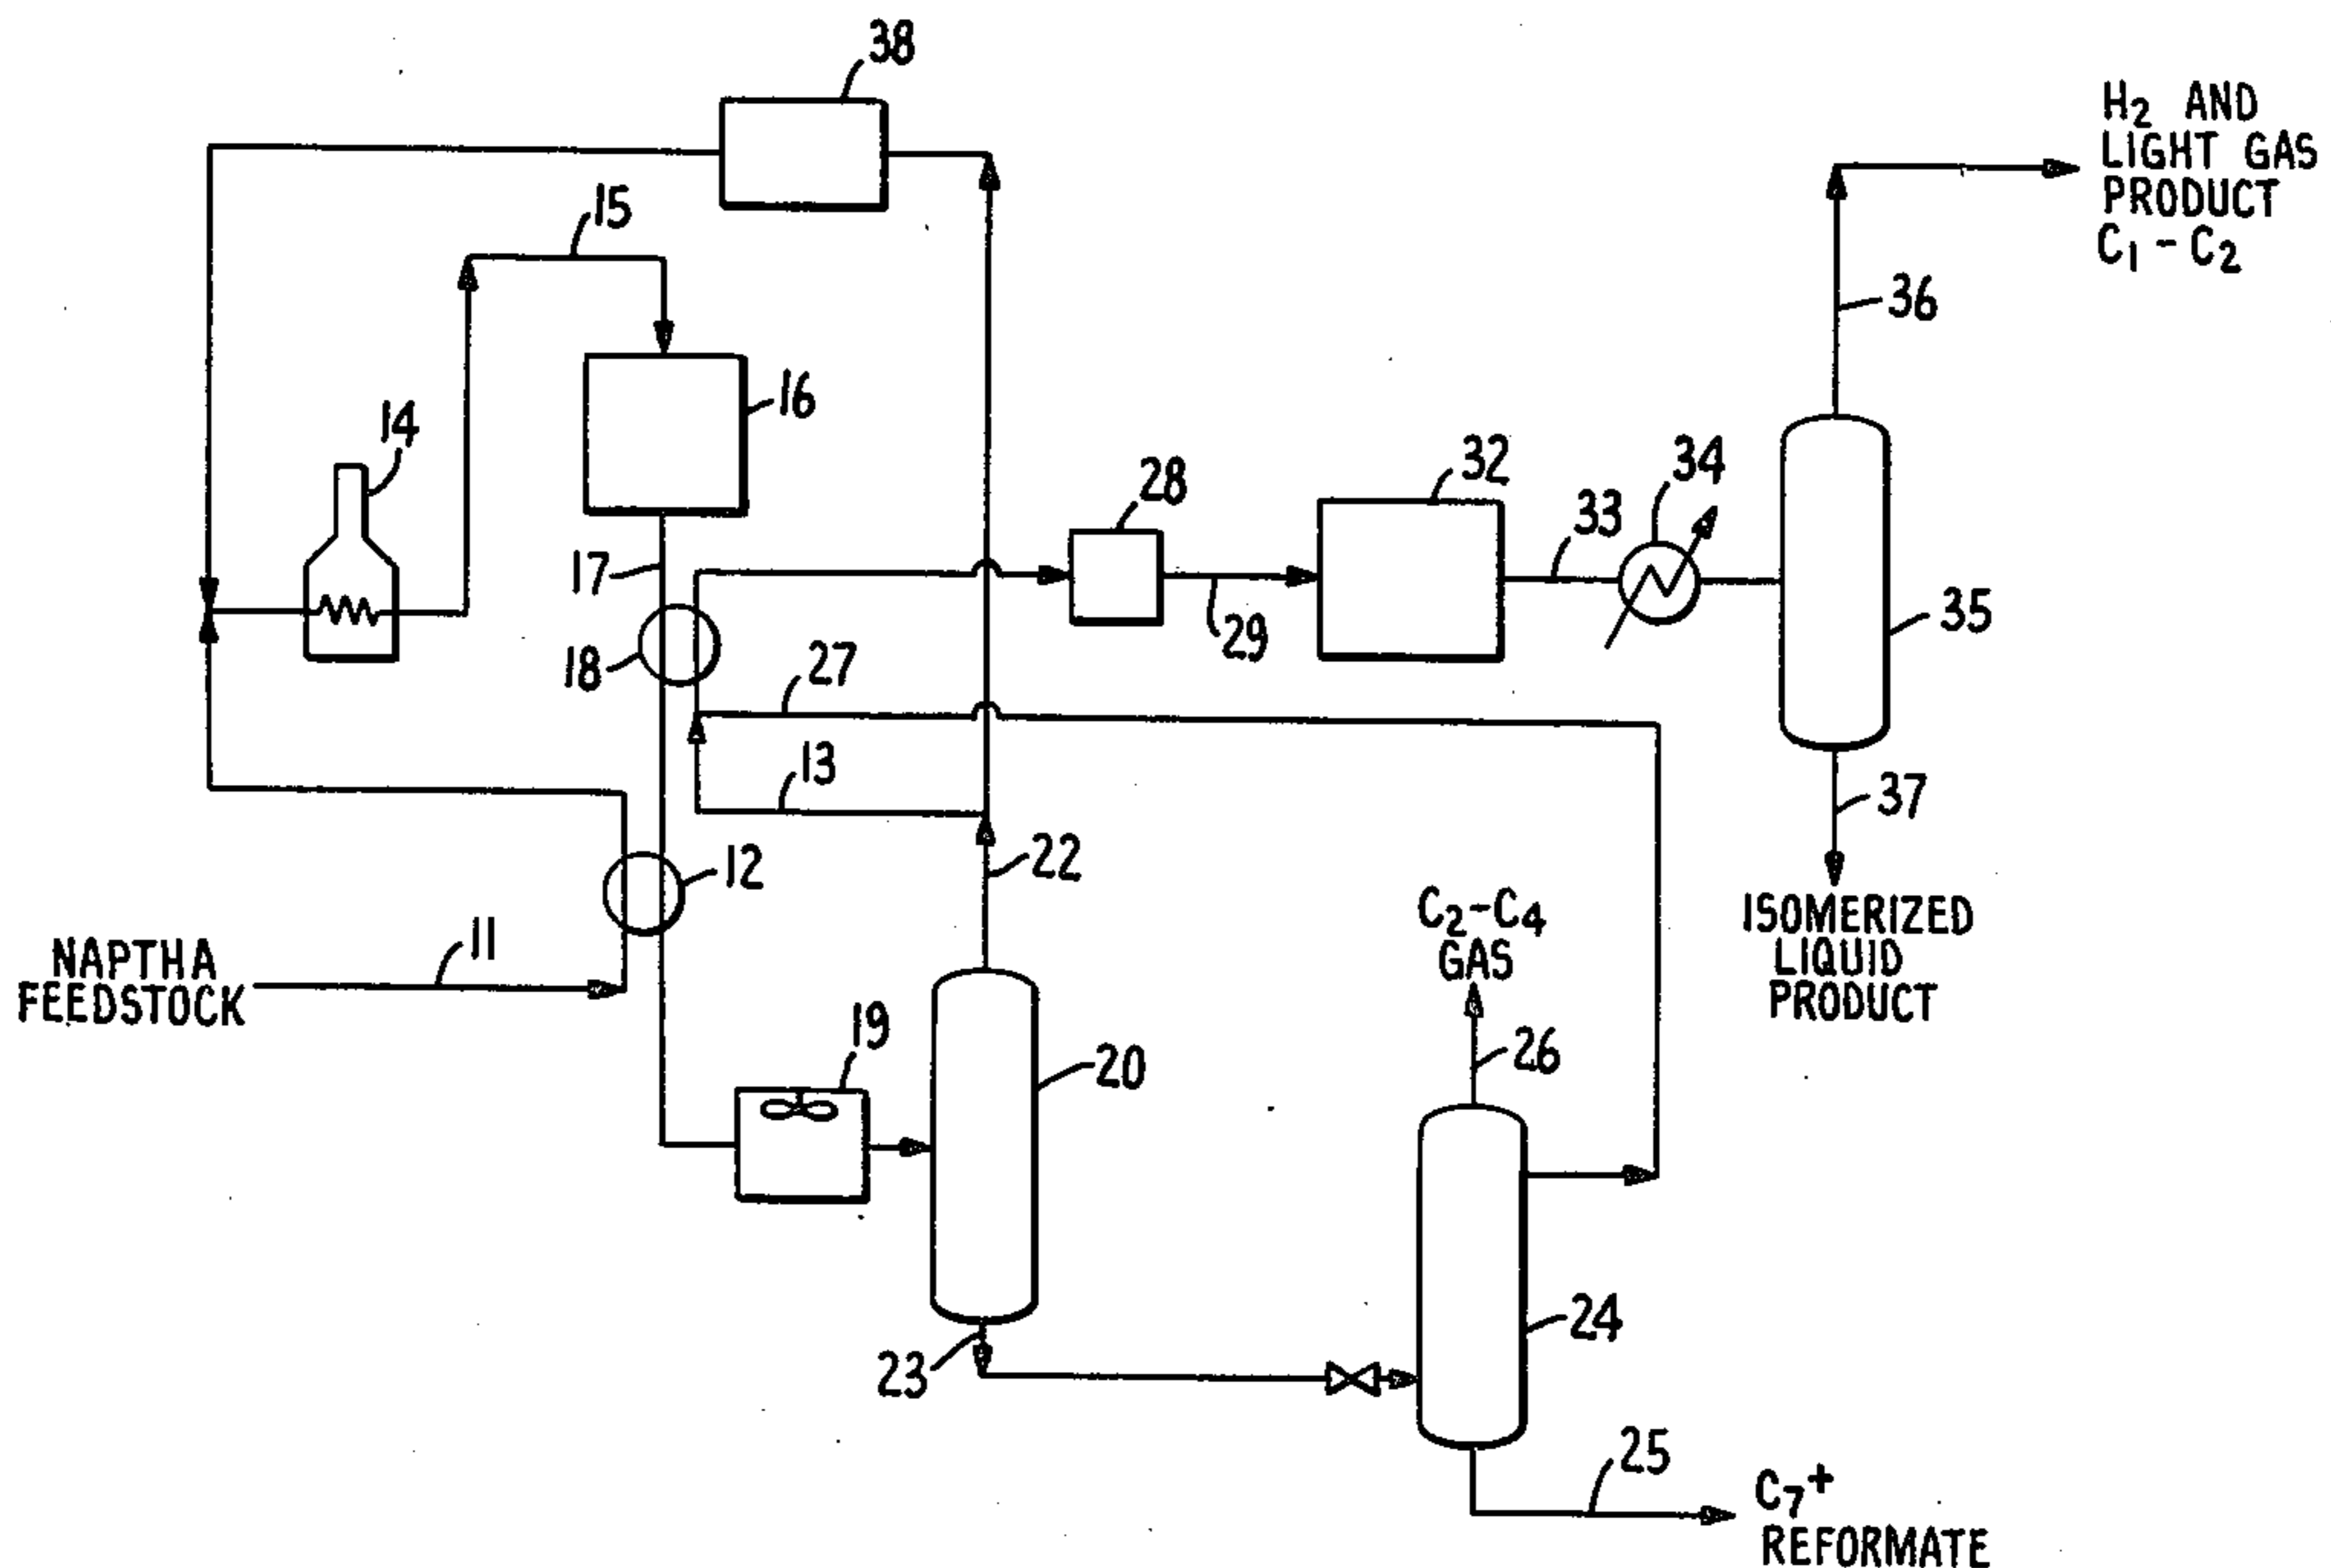 38
H2 AND
LIGHT GAS
PRODUCT
C1-C2
15
36
16
14
28
32
34
33
17
29
35
18
27
13
37
12
22
C2-C4
GAS
ISOMERIZED
LIQUID
PRODUCT
11
NAPTHA
FEEDSTOCK
19
20
26
24
23
25
C7+
REFORMATE